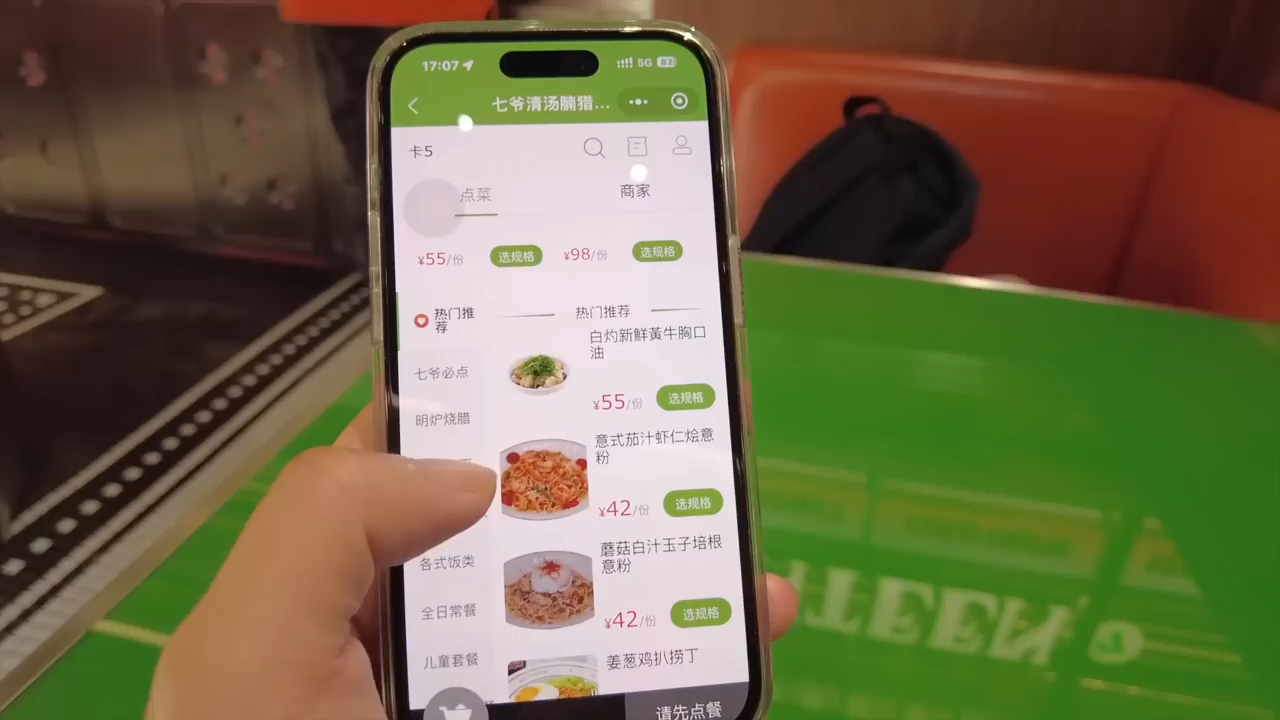 17:07
5G
82
七爷清汤腩猎...
卡5
点菜
商家
¥55/份
选规格
¥98/份
选规格
热门推
荐
热门推荐
白灼新鲜黃牛胸口
油
¥55/份
选规格
七爷必点
明炉烧腊
意式茄汁虾仁烩意
粉
¥42/份
选规格
蘑菇白汁玉子培根
意粉
¥42/份
选规格
各式饭类
全日常餐
儿童套餐
姜葱鸡扒捞丁
请先点餐